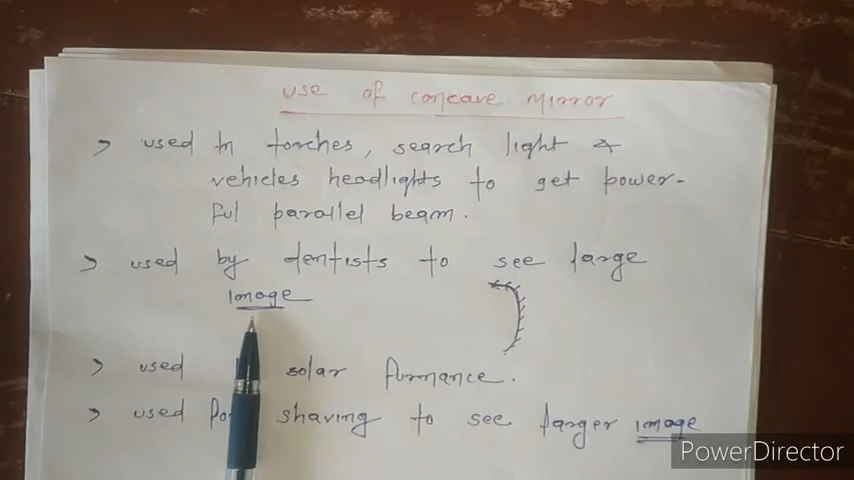 use of concave mirror
> used in torches, search light &
vehicles headlights to get power-
ful parallel beam.
> used by dentists to see large
image
> used solar furnance.
> used for shaving to see larger image
PowerDirector